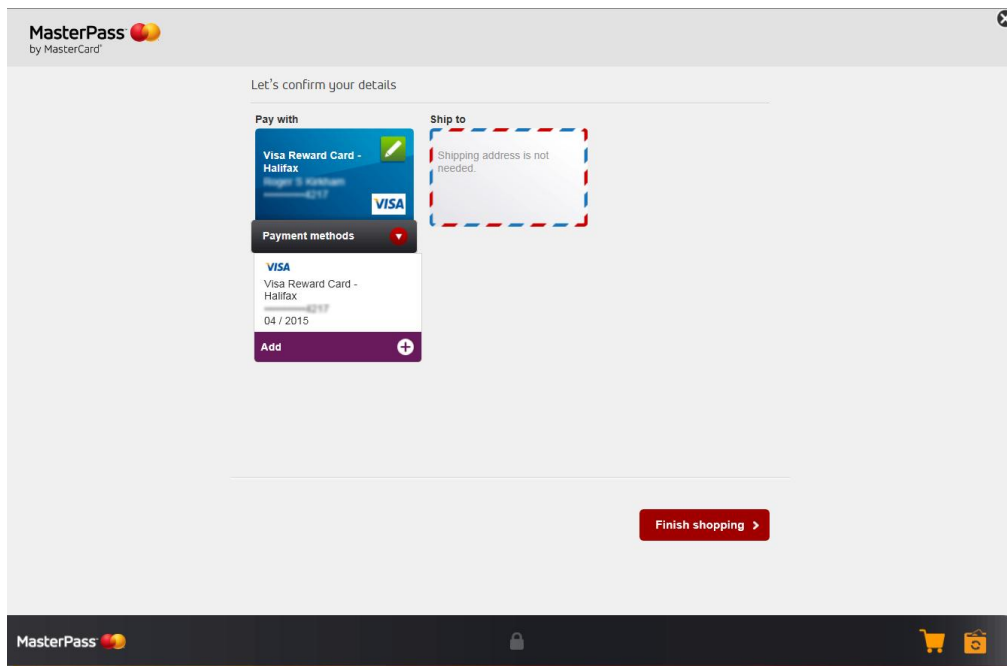 MasterPass
by MasterCard
Let's confirm your details
Pay with
Ship to
Visa Reward Card -
Halifax
VISA
Shipping address is not
needed.
Payment methods
VISA
Visa Reward Card -
Halifax
04 / 2015
Add
Finish shopping
MasterPass